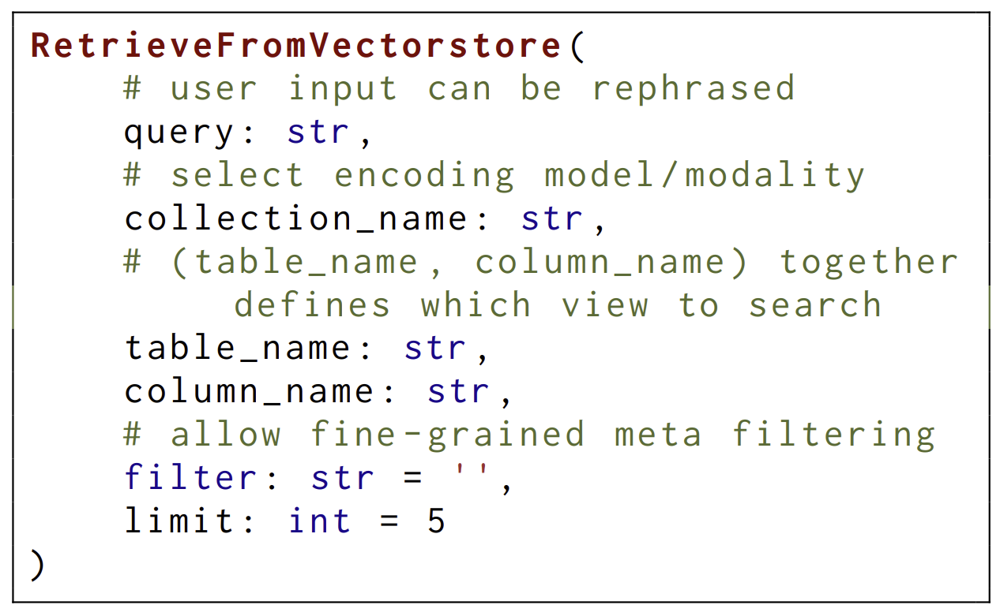 RetrieveFromVectorstore(
# user input can be rephrased
query: str,
# select encoding model/modality
collection_name: str,
# (table_name, column_name) together
defines which view to search
table_name: str,
column_name: str,
# allow fine-grained meta filtering
filter: str = '',
limit: int = 5
)